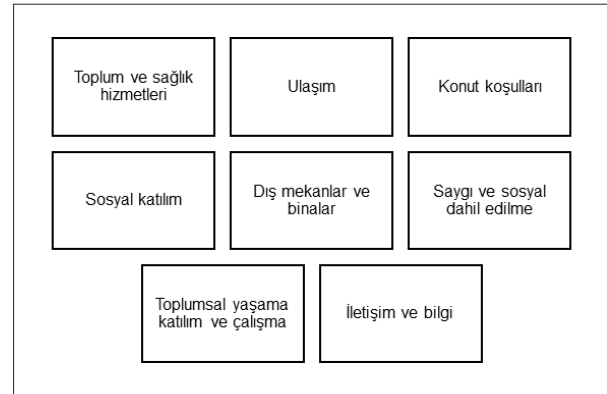 Toplum ve sağlık
hizmetleri
Ulaşım
Konut koşulları
Sosyal katılım
Dış mekanlar ve
binalar
Saygı ve sosyal
dahil edilme
Toplumsal yaşama
katılım ve çalışma
İletişim ve bilgi